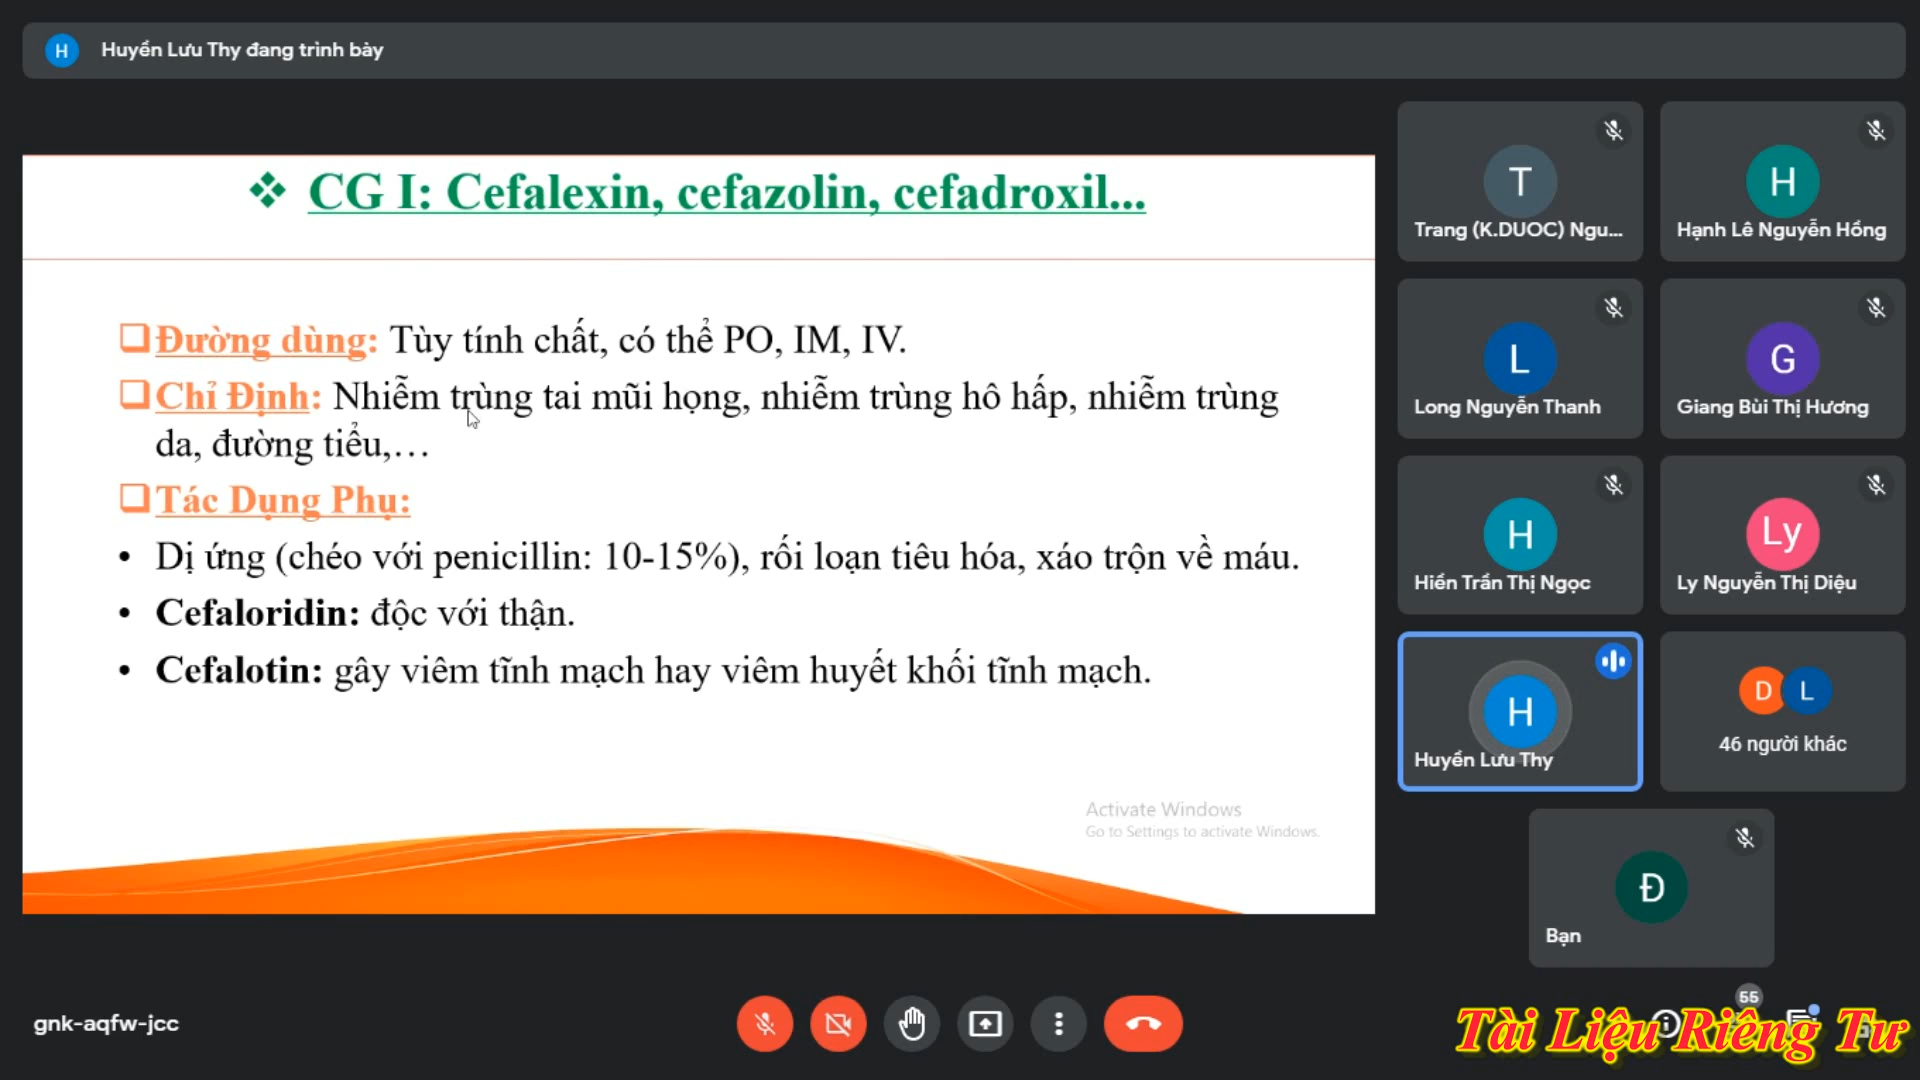 H Huyền Lưu Thy đang trình bày
❖ CG I: Cefalexin, cefazolin, cefadroxil...
❑Đường dùng: Tùy tính chất, có thể PO, IM, IV.
❑Chỉ Định: Nhiễm trùng tai mũi họng, nhiễm trùng hô hấp, nhiễm trùng
da, đường tiểu,…
❑Tác Dụng Phụ:
• Dị ứng (chéo với penicillin: 10-15%), rối loạn tiêu hóa, xáo trộn về máu.
• Cefaloridin: độc với thận.
• Cefalotin: gây viêm tĩnh mạch hay viêm huyết khối tĩnh mạch.
Activate Windows
Go to Settings to activate Windows.
T
Trang (K.DUOC) Ngu...
H
Hạnh Lê Nguyễn Hồng
L
Long Nguyễn Thanh
G
Giang Bùi Thị Hương
H
Hiền Trần Thị Ngọc
Ly
Ly Nguyễn Thị Diệu
H
Huyền Lưu Thy
D L
46 người khác
Đ
Bạn
gnk-aqfw-jcc
55
Tài Liệu Riêng Tư